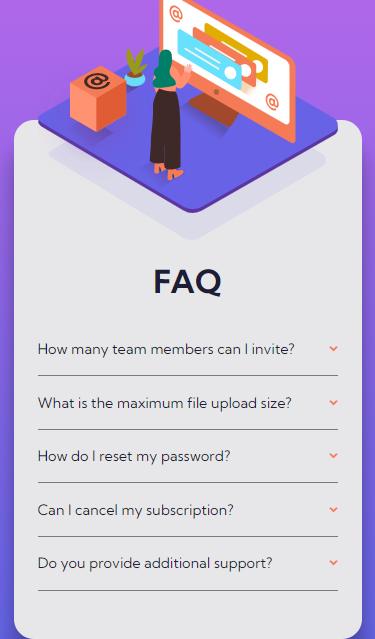 @
@
@
FAQ
How many team members can I invite?
What is the maximum file upload size?
How do I reset my password?
Can I cancel my subscription?
Do you provide additional support?